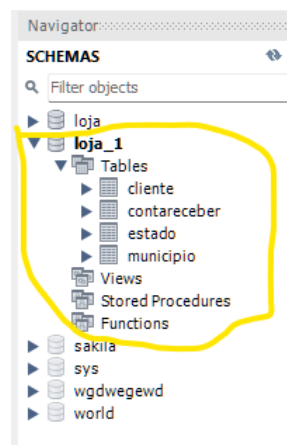 Navigator
SCHEMAS
Filter objects
loja
loja_1
Tables
cliente
contareceber
estado
municipio
Views
Stored Procedures
Functions
sakila
sys
wgdwegewd
world